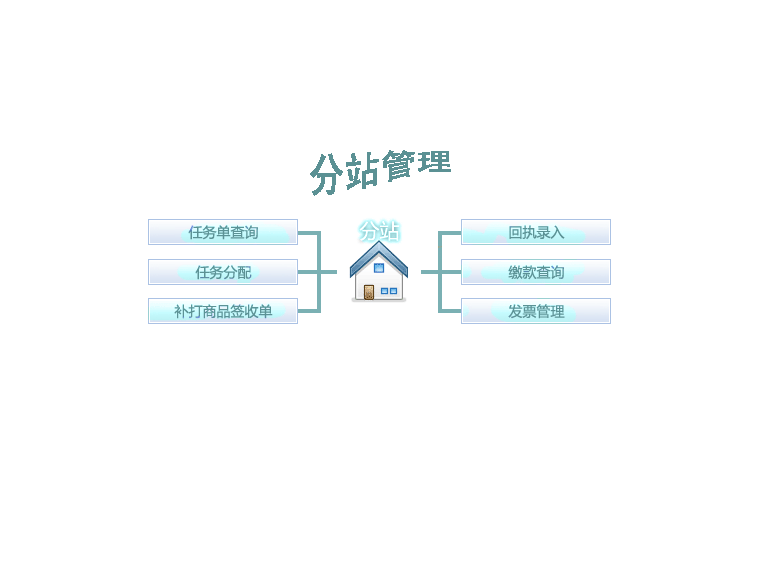 分站管理
分站
任务单查询
任务分配
补打商品签收单
回执录入
缴款查询
发票管理